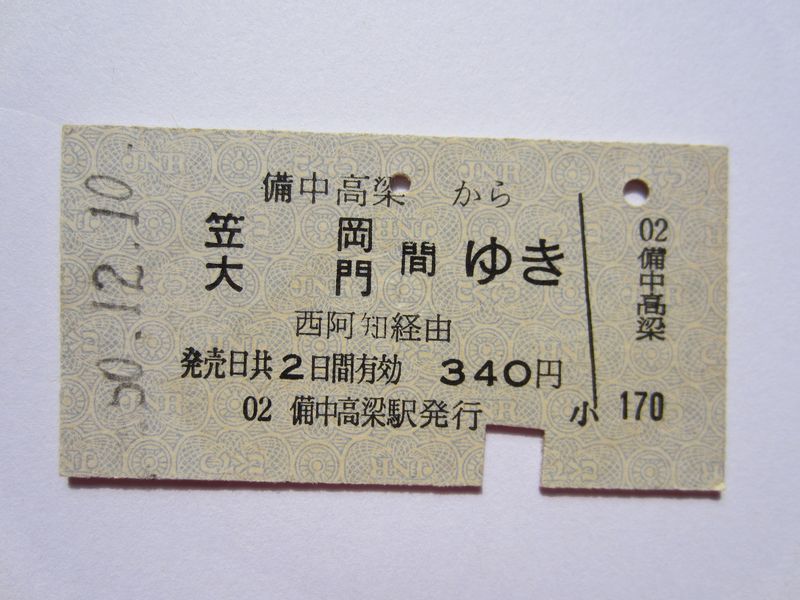 50.12.10
備中高梁 から
笠岡
大門 間 ゆき
西阿知経由
発売日共2日間有効 340円
02 備中高梁駅発行
小 170
02備中高梁